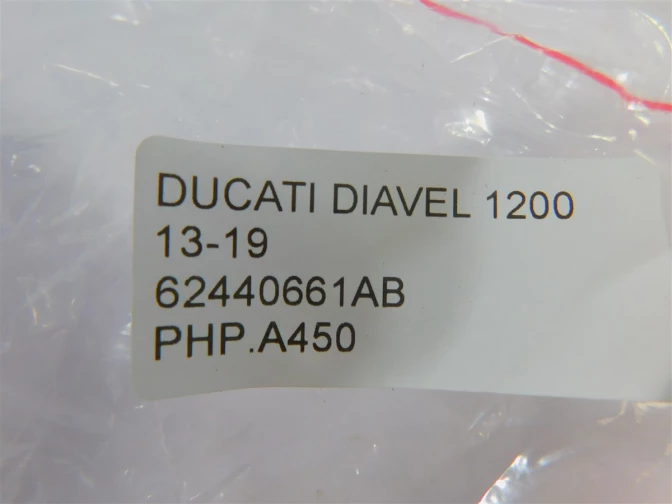 DUCATI DIAVEL 1200
13-19
62440661AB
PHP.A450